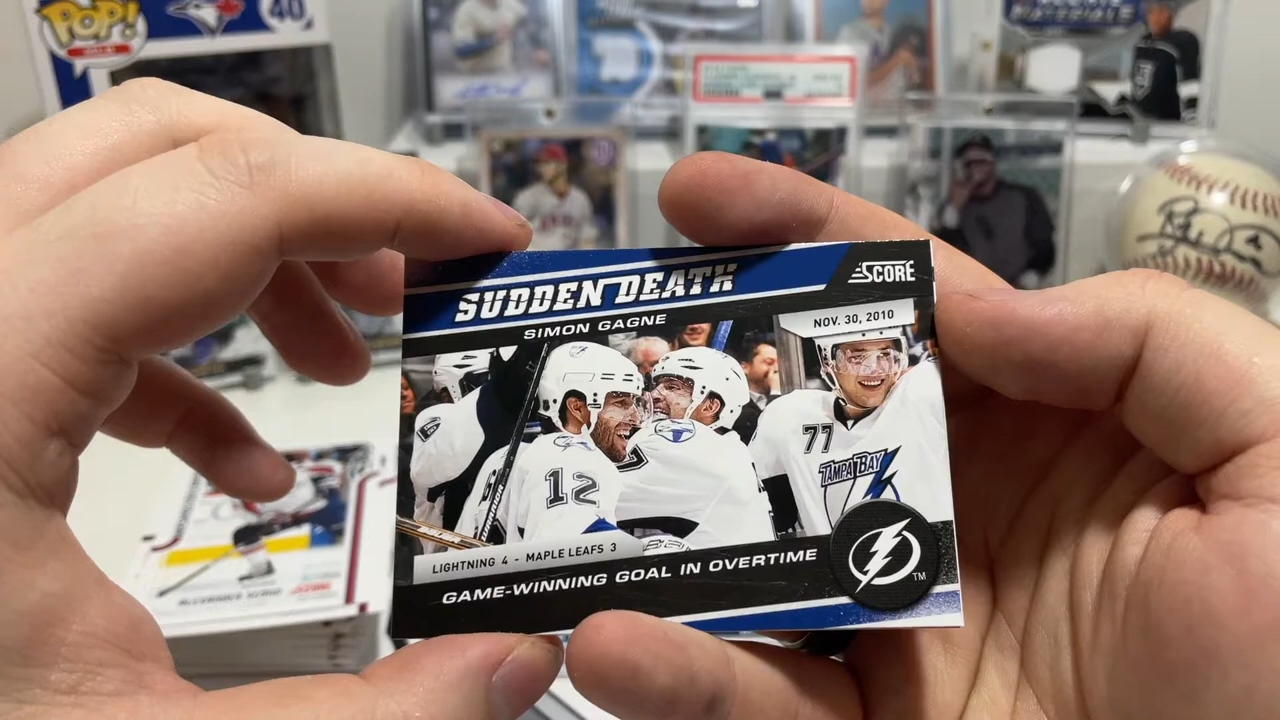 POP!
40
SUDDEN DEATH
SCORE
SIMON GAGNE
NOV. 30, 2010
77
TAMPA BAY
12
LIGHTNING 4 - MAPLE LEAFS 3
GAME-WINNING GOAL IN OVERTIME
TM